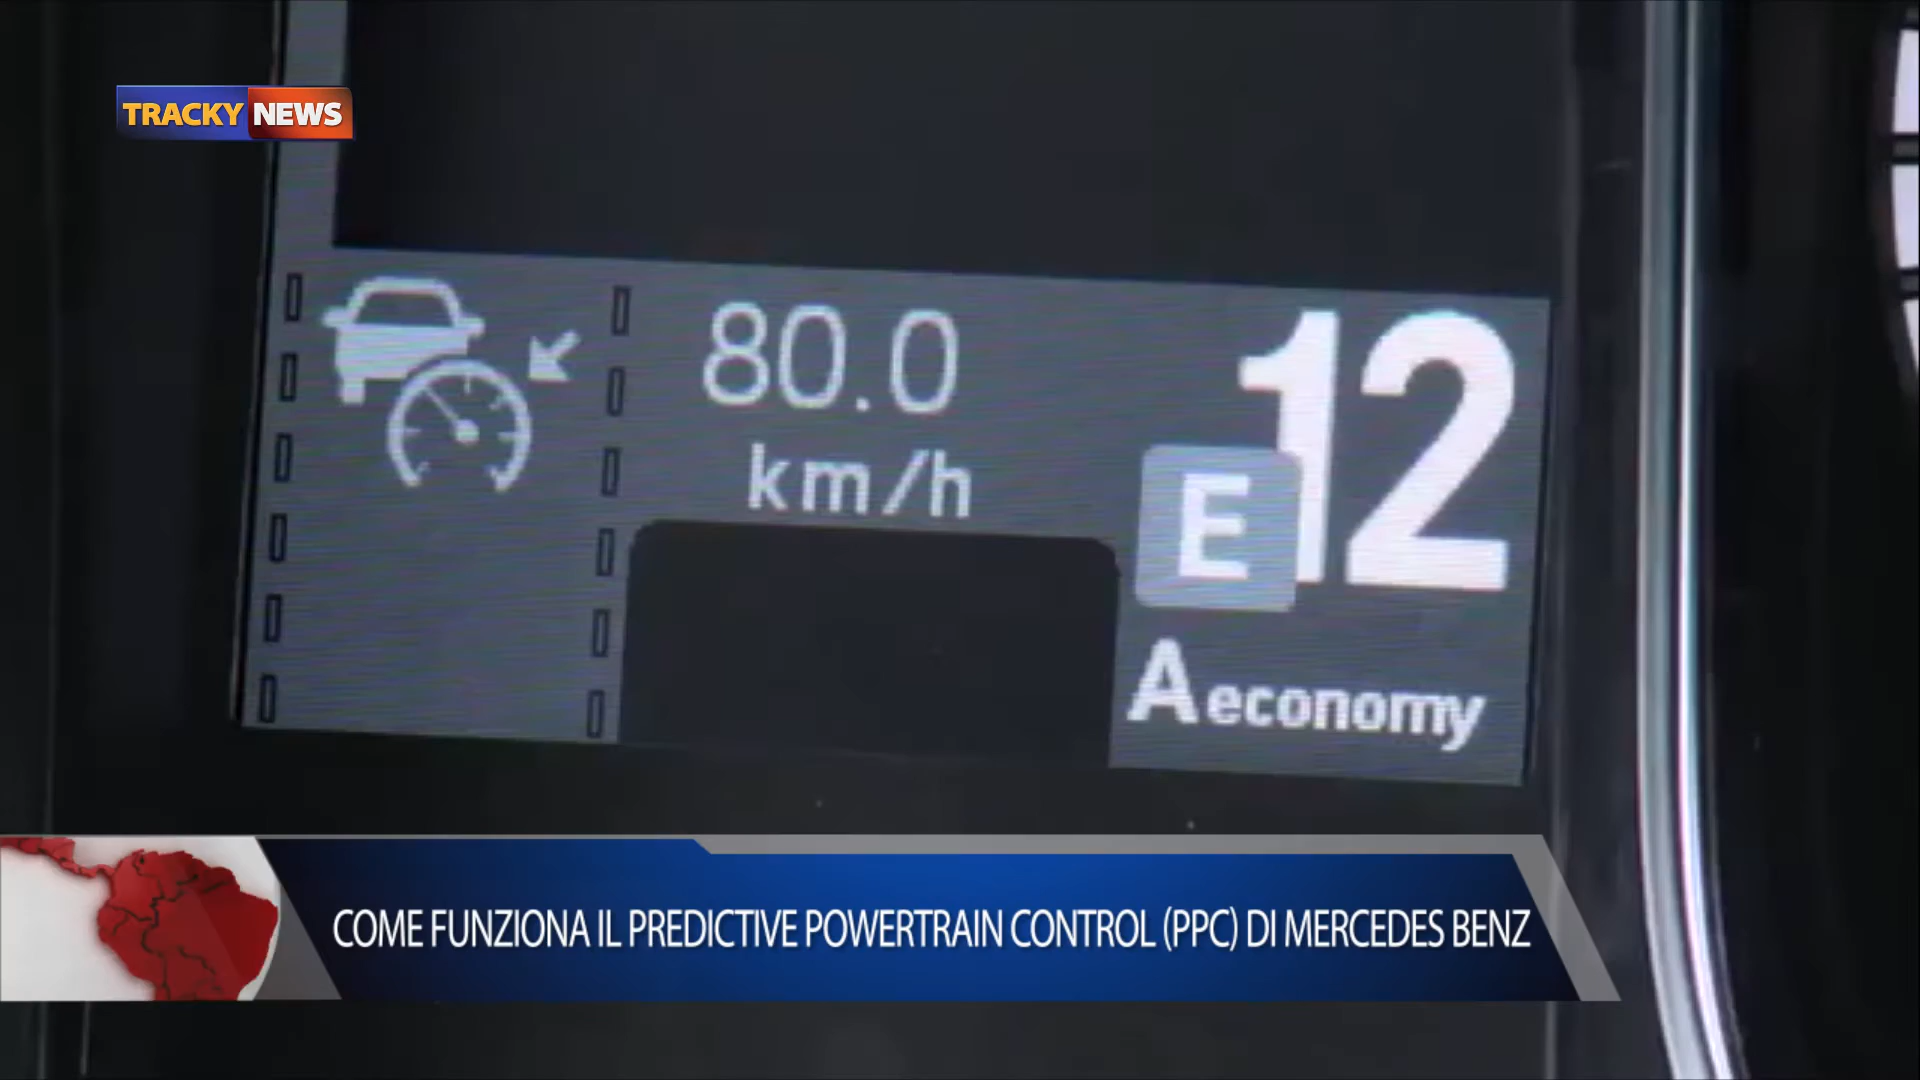 TRACKY NEWS
80.0
km/h
12
E
A economy
COME FUNZIONA IL PREDICTIVE POWERTRAIN CONTROL (PPC) DI MERCEDES BENZ